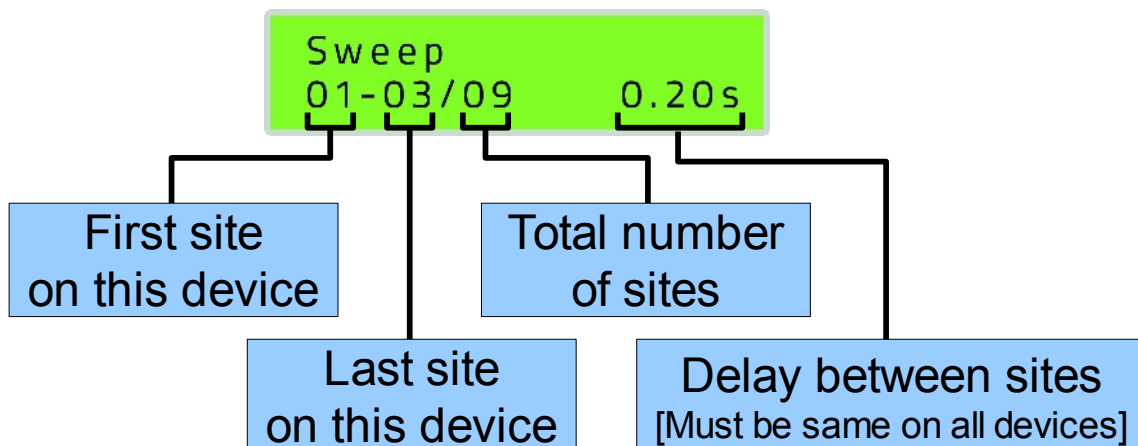 Sweep
01-03/09 0.20s
First site
on this device
Total number
of sites
Last site
on this device
Delay between sites
[Must be same on all devices]